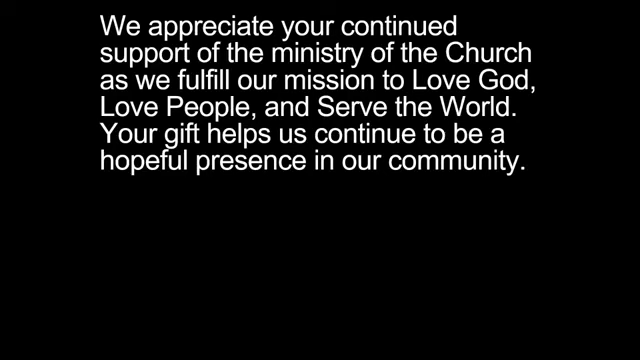 We appreciate your continued
support of the ministry of the Church
as we fulfill our mission to Love God,
Love People, and Serve the World.
Your gift helps us continue to be a
hopeful presence in our community.